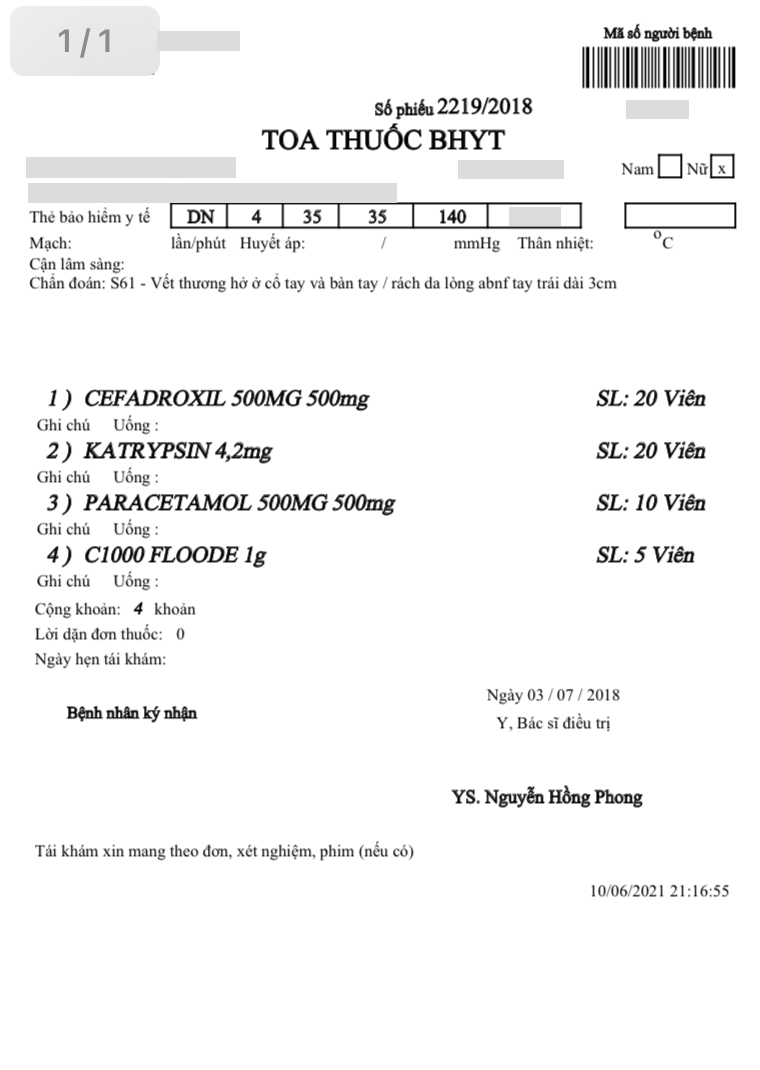 1/1
Mã số người bệnh
Số phiếu 2219/2018
TOA THUỐC BHYT
Nam Nữ x
Thẻ bảo hiểm y tế DN 4 35 35 140
Mạch: lần/phút Huyết áp: / mmHg Thân nhiệt: °C
Cận lâm sàng:
Chẩn đoán: S61 - Vết thương hở ở cổ tay và bàn tay / rách da lòng abnf tay trái dài 3cm
1 ) CEFADROXIL 500MG 500mg SL: 20 Viên
Ghi chú Uống :
2 ) KATRYPSIN 4,2mg SL: 20 Viên
Ghi chú Uống :
3 ) PARACETAMOL 500MG 500mg SL: 10 Viên
Ghi chú Uống :
4 ) C1000 FLOODE 1g SL: 5 Viên
Ghi chú Uống :
Cộng khoản: 4 khoản
Lời dặn đơn thuốc: 0
Ngày hẹn tái khám:
Ngày 03 / 07 / 2018
Bệnh nhân ký nhận
Y, Bác sĩ điều trị
YS. Nguyễn Hồng Phong
Tái khám xin mang theo đơn, xét nghiệm, phim (nếu có)
10/06/2021 21:16:55